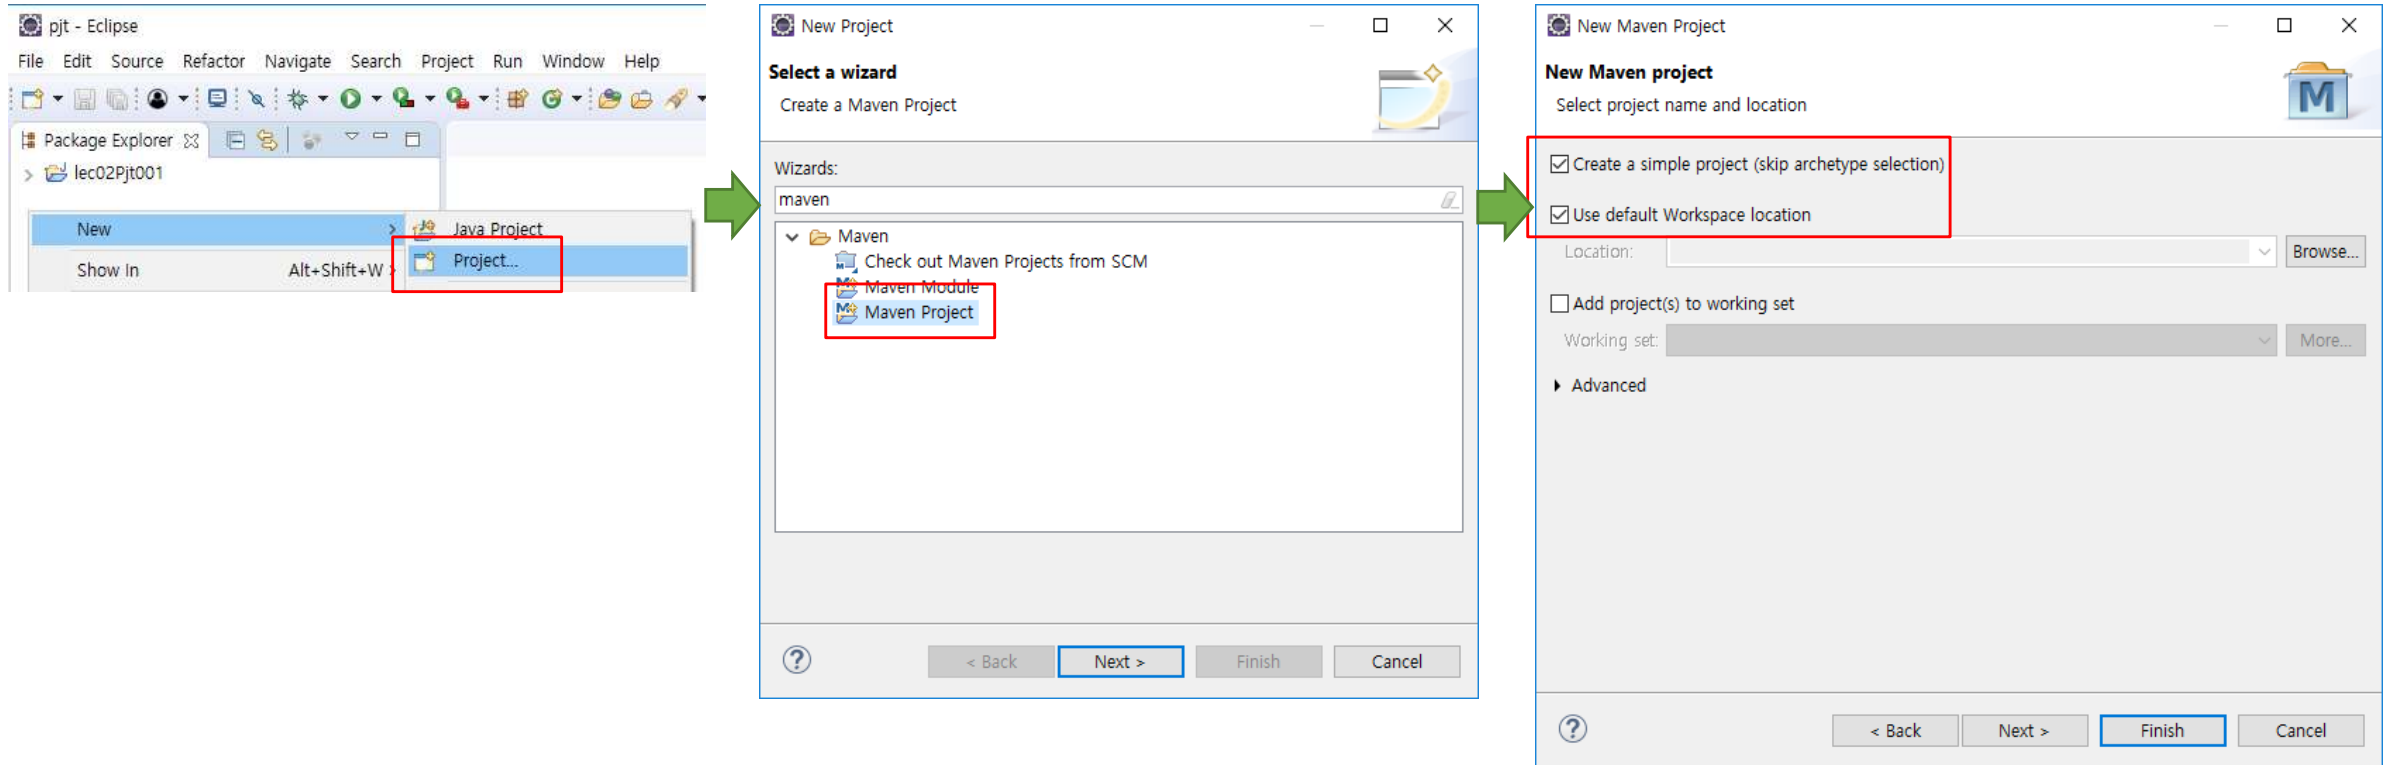 pjt - Eclipse
File Edit Source Refactor Navigate Search Project Run Window Help
Package Explorer
lec02Pjt001
New
Java Project
Project...
Show In Alt+Shift+W
New Project
Select a wizard
Create a Maven Project
Wizards:
maven
Maven
Check out Maven Projects from SCM
Maven Module
Maven Project
< Back Next > Finish Cancel
New Maven Project
New Maven project
Select project name and location
M
Create a simple project (skip archetype selection)
Use default Workspace location
Location: Browse...
Add project(s) to working set
Working set: More...
Advanced
< Back Next > Finish Cancel